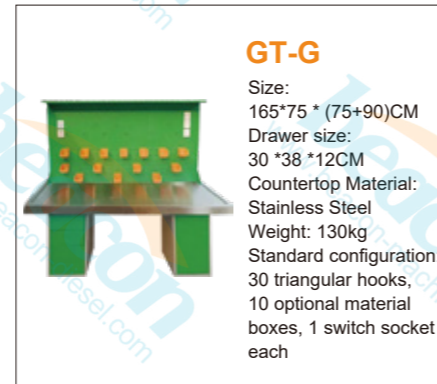 GT-G
Size:
165*75 * (75+90)CM
Drawer size:
30 *38 *12CM
Countertop Material:
Stainless Steel
Weight: 130kg
Standard configuration
30 triangular hooks,
10 optional material
boxes, 1 switch socket
each
beacon